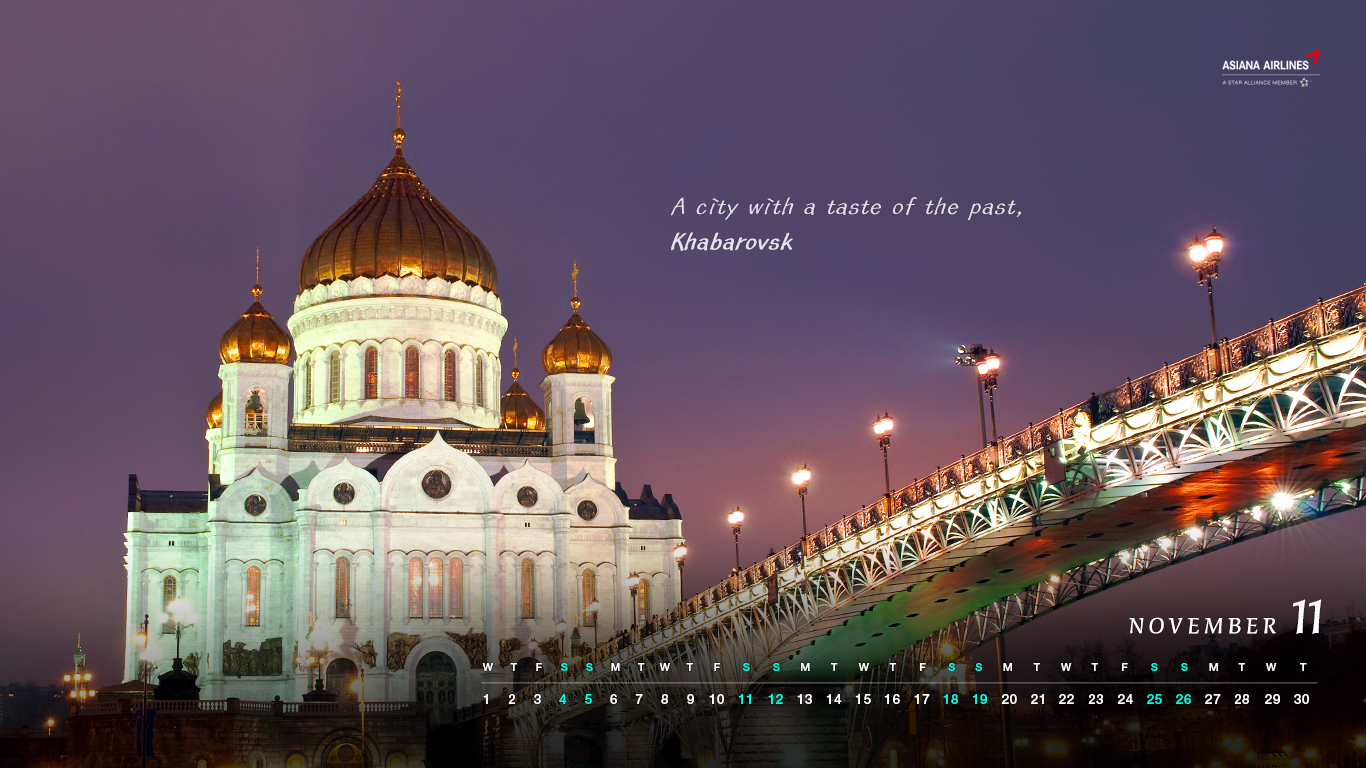 ASIANA AIRLINES
A STAR ALLIANCE MEMBER
A city with a taste of the past,
Khabarovsk
NOVEMBER 11
W T F S S M T W T F S S M T W T F S S M T W T F S S M T W T
1 2 3 4 5 6 7 8 9 10 11 12 13 14 15 16 17 18 19 20 21 22 23 24 25 26 27 28 29 30